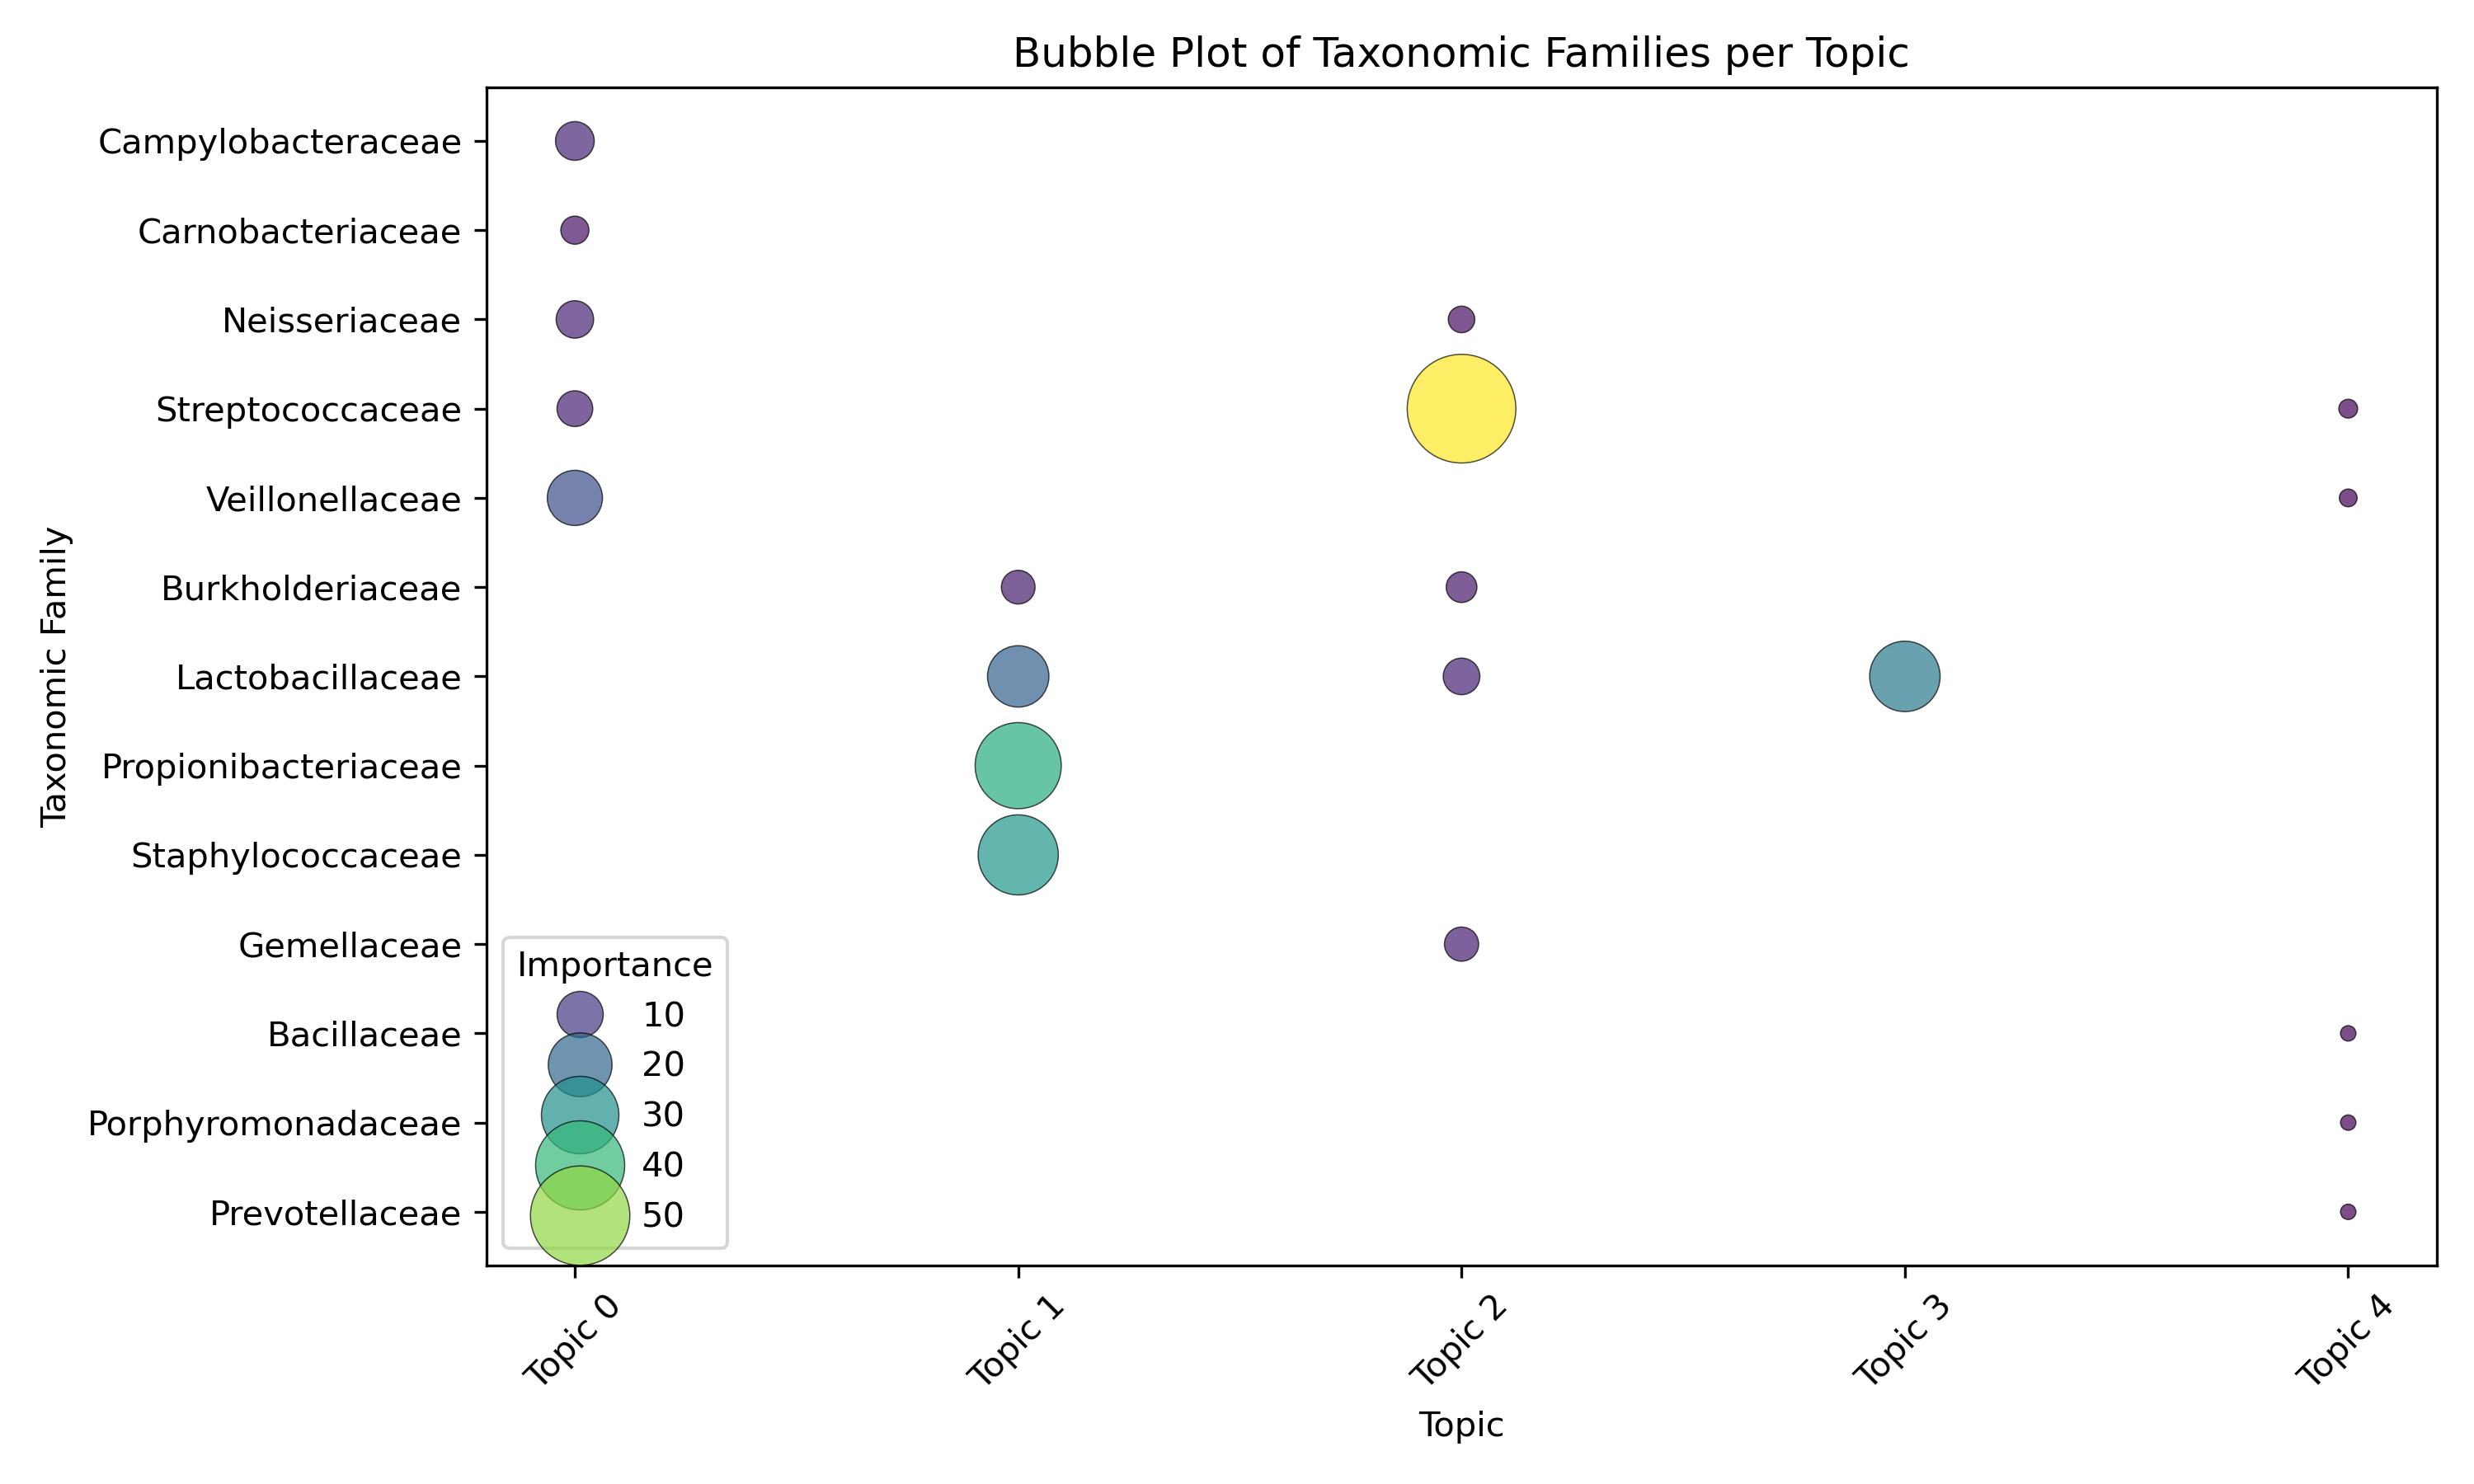 Bubble Plot of Taxonomic Families per Topic
Taxonomic Family
Campylobacteraceae
Carnobacteriaceae
Neisseriaceae
Streptococcaceae
Veillonellaceae
Burkholderiaceae
Lactobacillaceae
Propionibacteriaceae
Staphylococcaceae
Gemellaceae
Bacillaceae
Porphyromonadaceae
Prevotellaceae
Importance
10
20
30
40
50
Topic 0
Topic 1
Topic 2
Topic 3
Topic 4
Topic